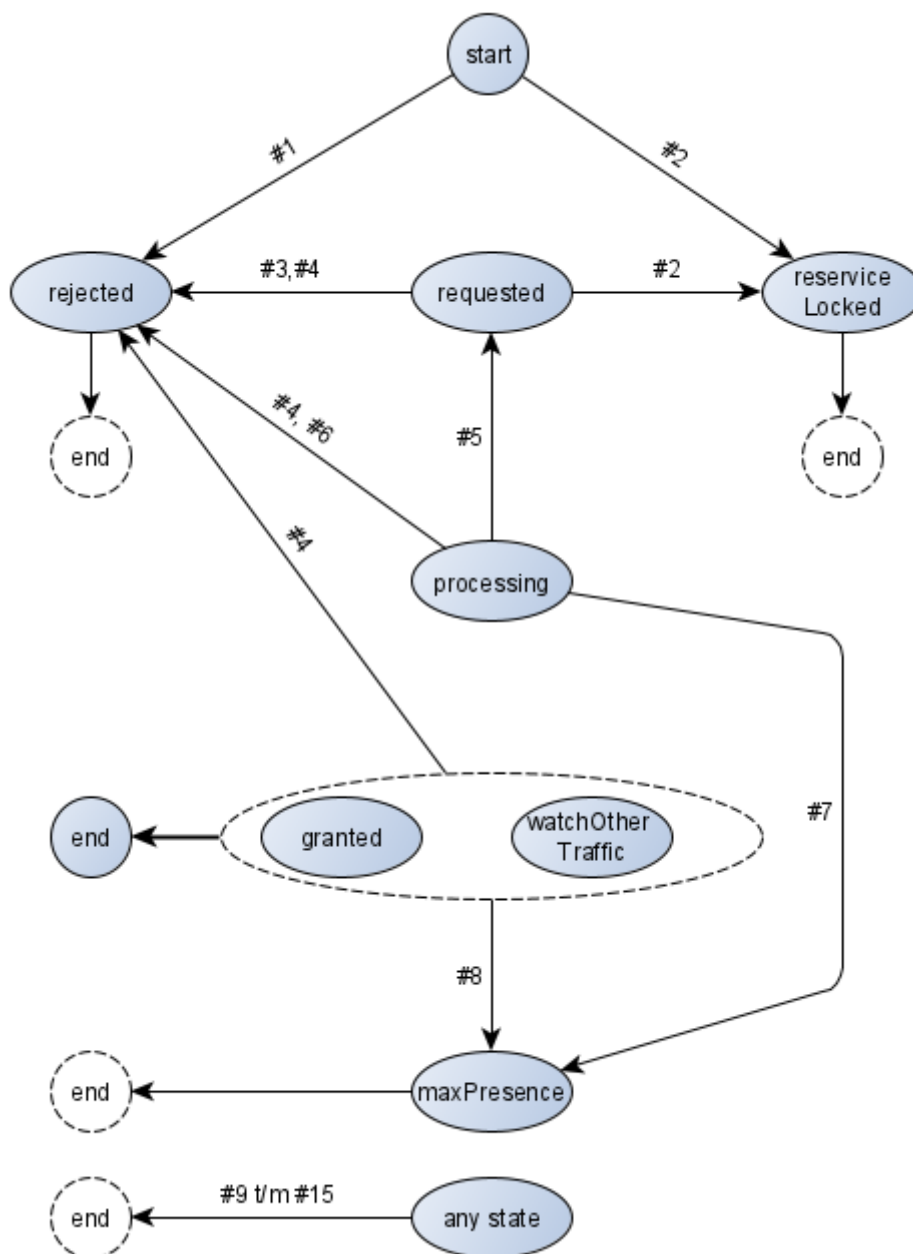 start
#1
#2
rejected
#3,#4
requested
#2
reservice
Locked
end
#4, #6
#5
end
#4
processing
end
granted
watchOther
Traffic
#7
#8
end
maxPresence
end
#9 t/m #15
any state